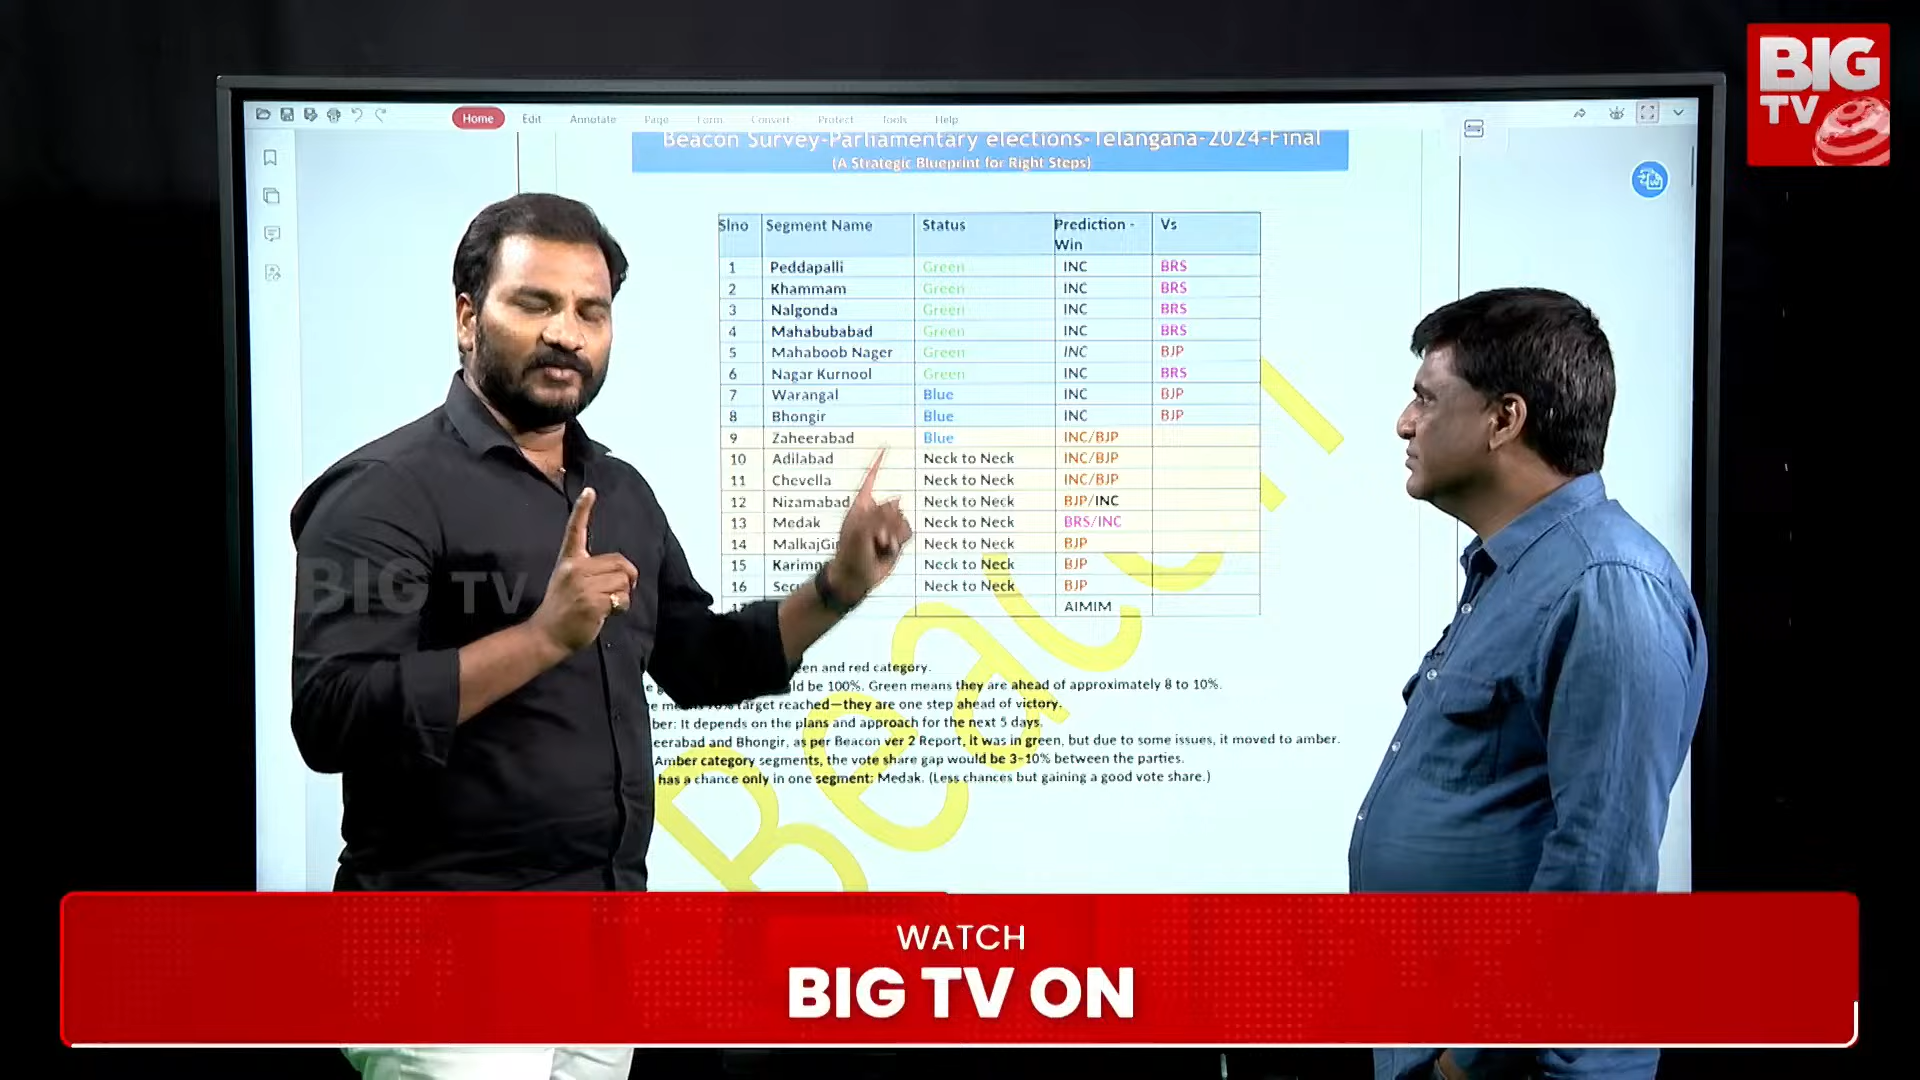 BIG
TV
Home Edit Annotate Page Form Convert Protect Tools Help
Beacon Survey-Parliamentary elections-Telangana-2024-Final
(A Strategic Blueprint for Right Steps)
Slno Segment Name Status Prediction - Win Vs
1 Peddapalli Green INC BRS
2 Khammam Green INC BRS
3 Nalgonda Green INC BRS
4 Mahabubabad Green INC BRS
5 Mahaboob Nager Green INC BJP
6 Nagar Kurnool Green INC BRS
7 Warangal Blue INC BJP
8 Bhongir Blue INC BJP
9 Zaheerabad Blue INC/BJP
10 Adilabad Neck to Neck INC/BJP
11 Chevella Neck to Neck INC/BJP
12 Nizamabad Neck to Neck BJP/INC
13 Medak Neck to Neck BRS/INC
14 MalkajGi Neck to Neck BJP
15 Karimn Neck to Neck BJP
16 Sec Neck to Neck BJP
AIMIM
and red category.
be 100%. Green means they are ahead of approximately 8 to 10%.
target reached—they are one step ahead of victory.
ber: It depends on the plans and approach for the next 5 days.
eerabad and Bhongir, as per Beacon ver 2 Report, it was in green, but due to some issues, it moved to amber.
Amber category segments, the vote share gap would be 3-10% between the parties.
has a chance only in one segment: Medak. (Less chances but gaining a good vote share.)
Beacon
BIG TV
WATCH
BIG TV ON